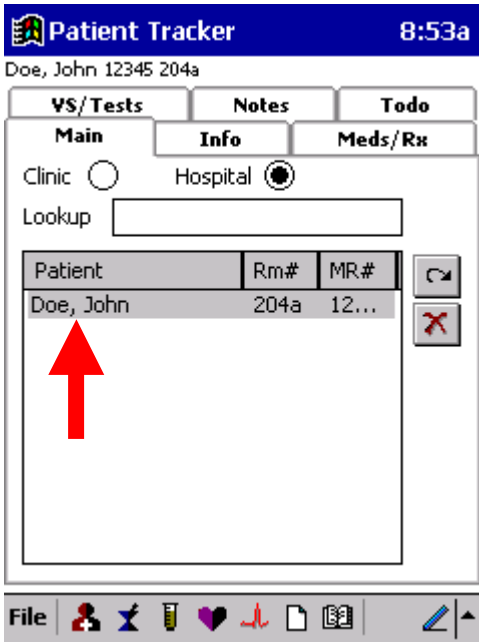 Patient Tracker 8:53a
Doe, John 12345 204a
VS/Tests Notes Todo
Main Info Meds/Rx
Clinic Hospital
Lookup
Patient Rm# MR#
Doe, John 204a 12...
File